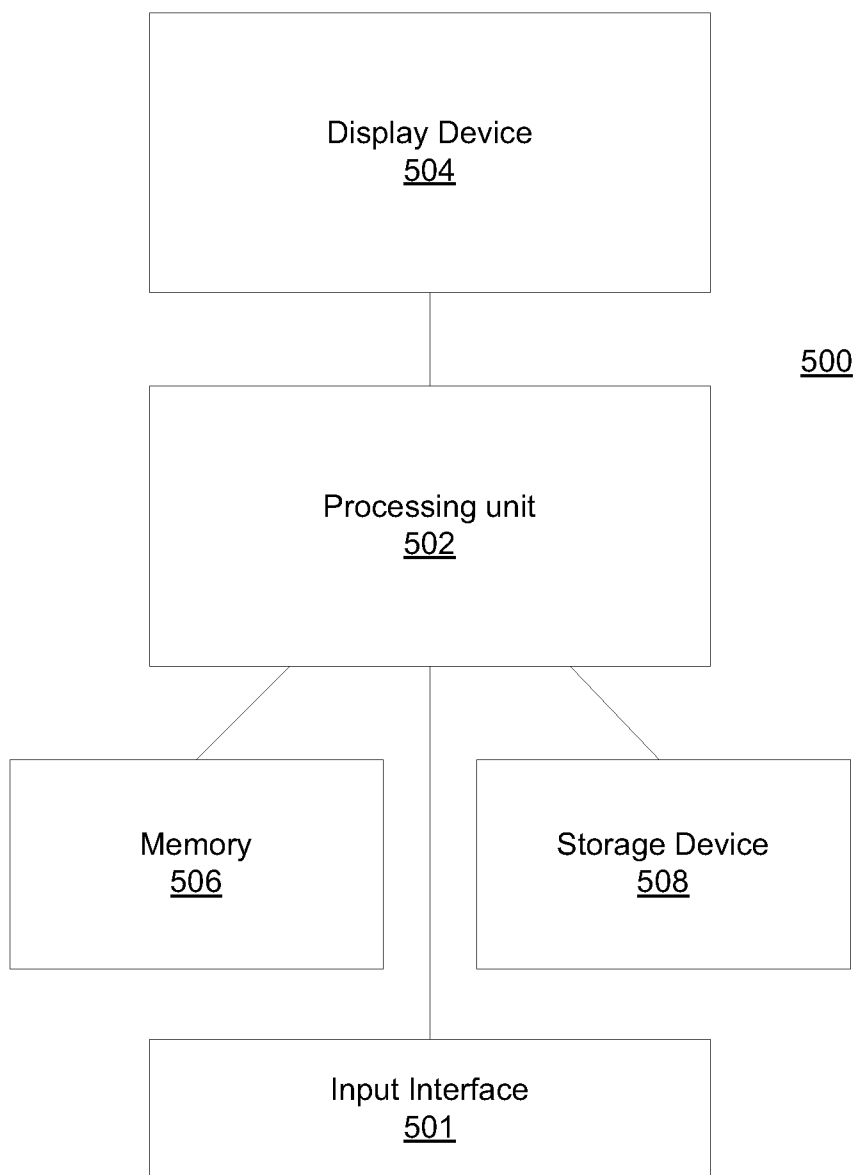 Display Device
504
500
Processing unit
502
Memory
506
Storage Device
508
Input Interface
501